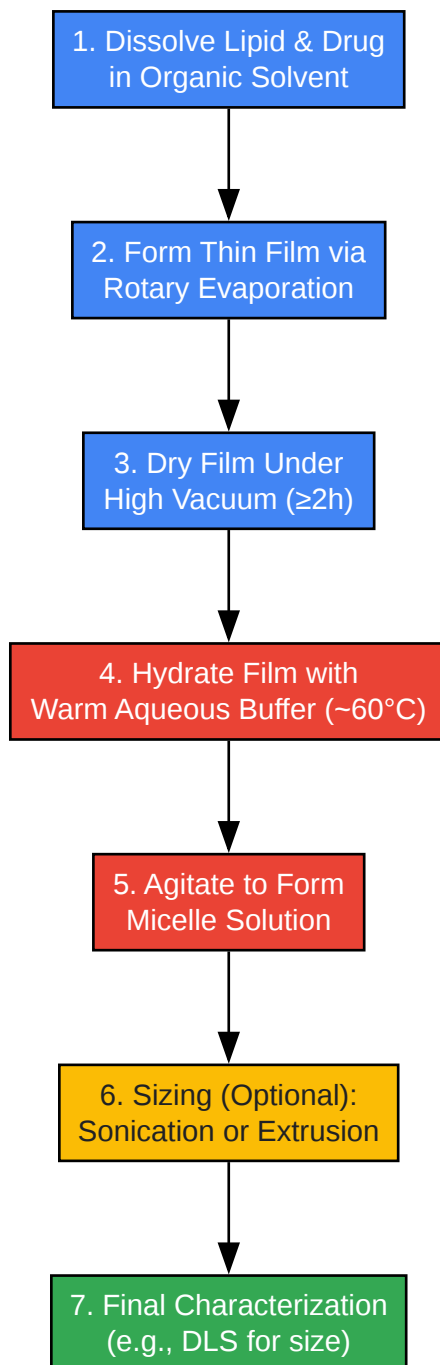 1. Dissolve Lipid & Drug
in Organic Solvent
2. Form Thin Film via
Rotary Evaporation
3. Dry Film Under
High Vacuum (≥2h)
4. Hydrate Film with
Warm Aqueous Buffer (~60°C)
5. Agitate to Form
Micelle Solution
6. Sizing (Optional):
Sonication or Extrusion
7. Final Characterization
(e.g., DLS for size)